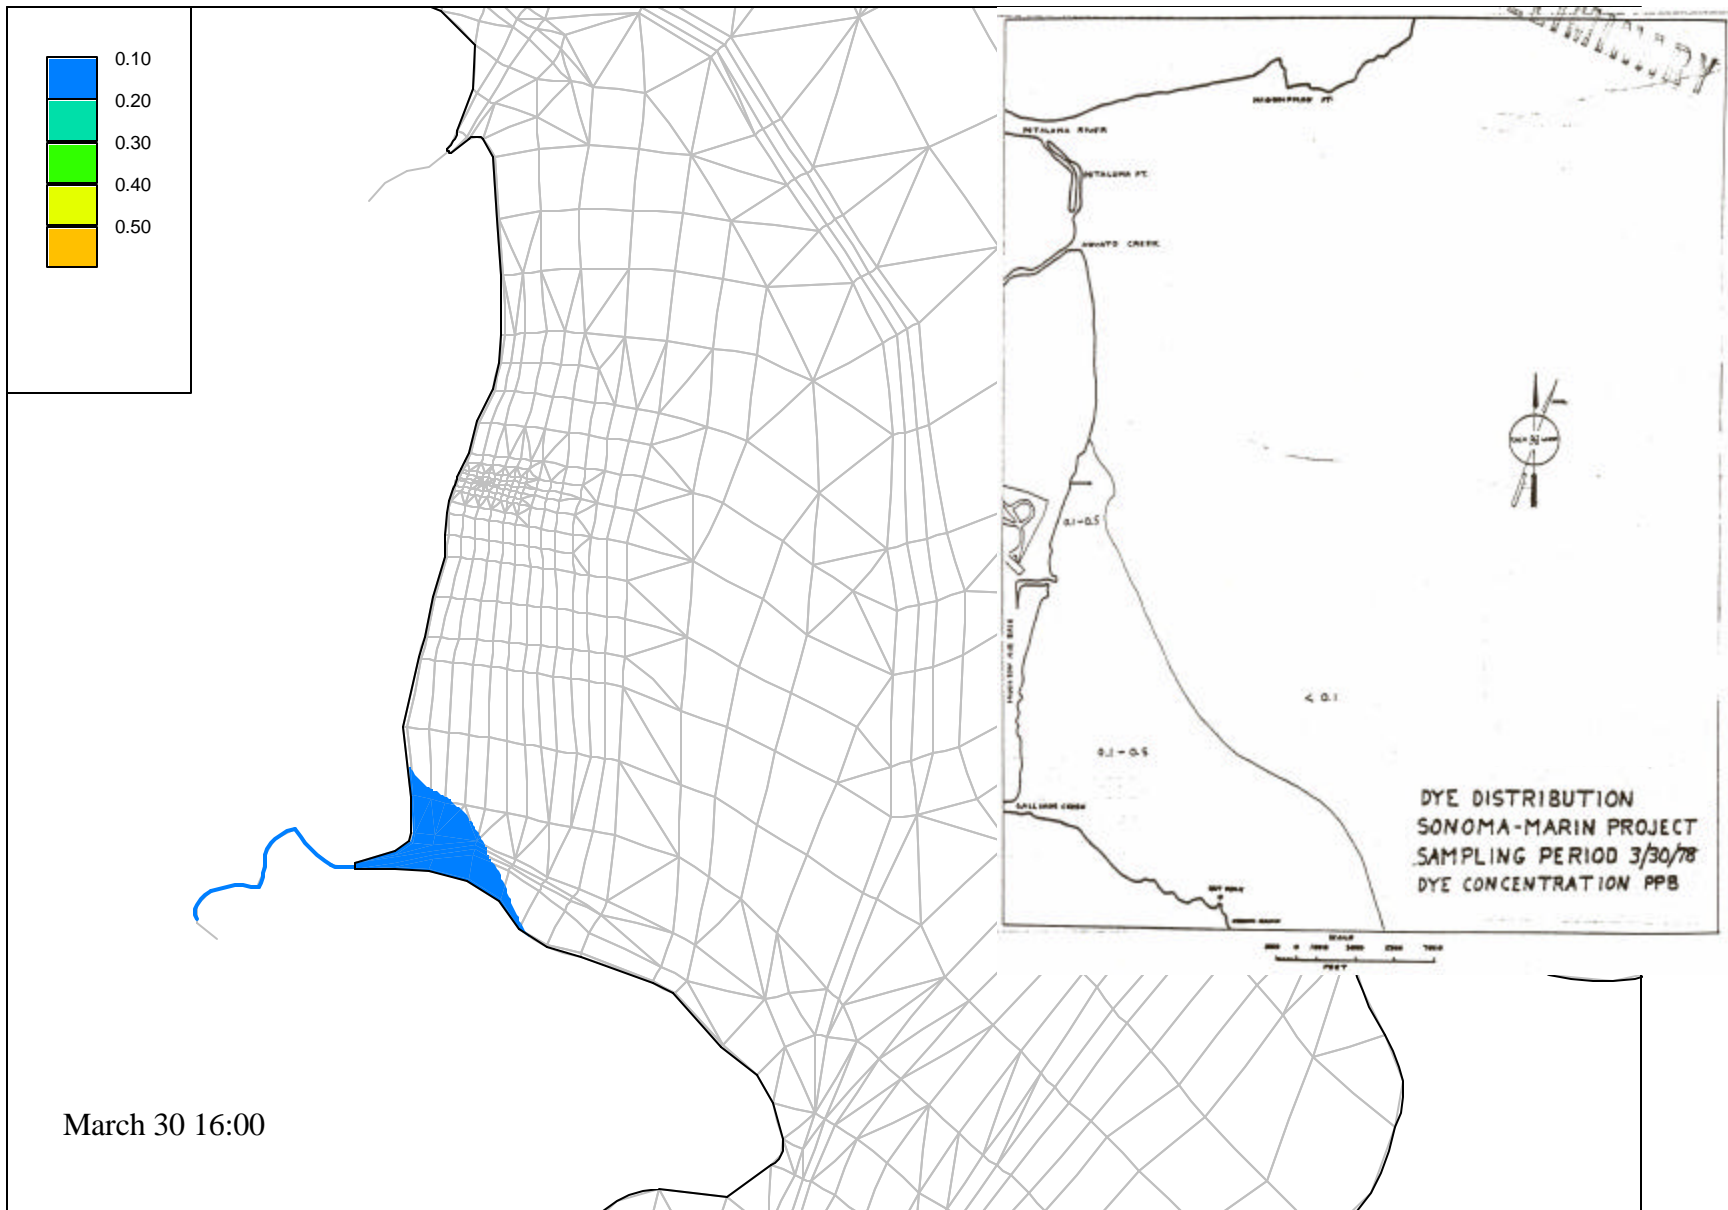 0.10
0.20
0.30
0.40
0.50
March 30 16:00
PETALUMA RIVER
PETALUMA PT.
NOVATO CREEK
0.1-0.5
< 0.1
0.1-0.5
DYE DISTRIBUTION
SONOMA-MARIN PROJECT
SAMPLING PERIOD 3/30/78
DYE CONCENTRATION PPB
SCALE
FEET